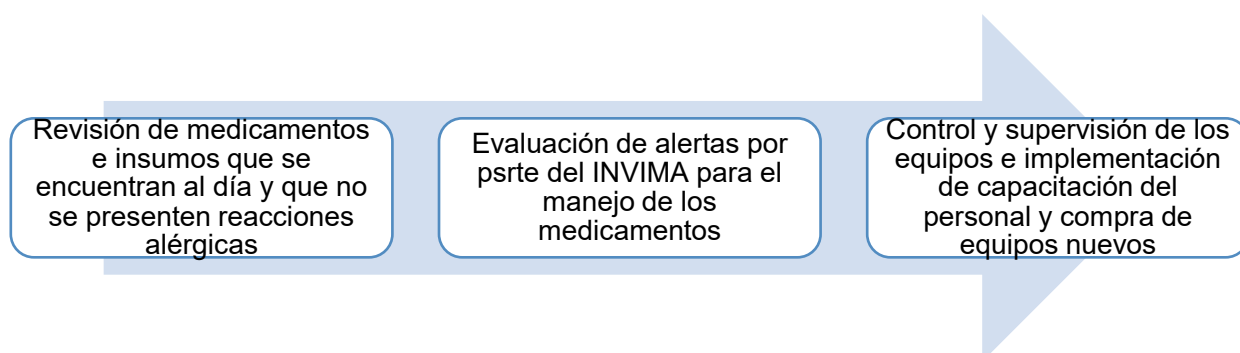 Revisión de medicamentos
e insumos que se
encuentran al día y que no
se presenten reacciones
alérgicas
Evaluación de alertas por
psrte del INVIMA para el
manejo de los
medicamentos
Control y supervisión de los
equipos e implementación
de capacitación del
personal y compra de
equipos nuevos